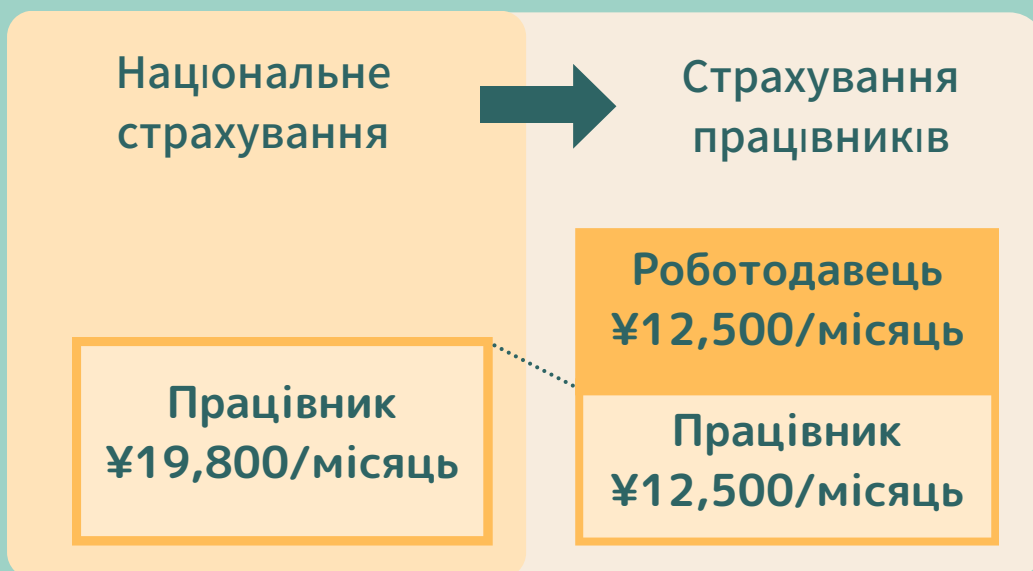 Національне
страхування
Страхування
працівників
Роботодавець
¥12,500/місяць
Працівник
¥19,800/місяць
Працівник
¥12,500/місяць